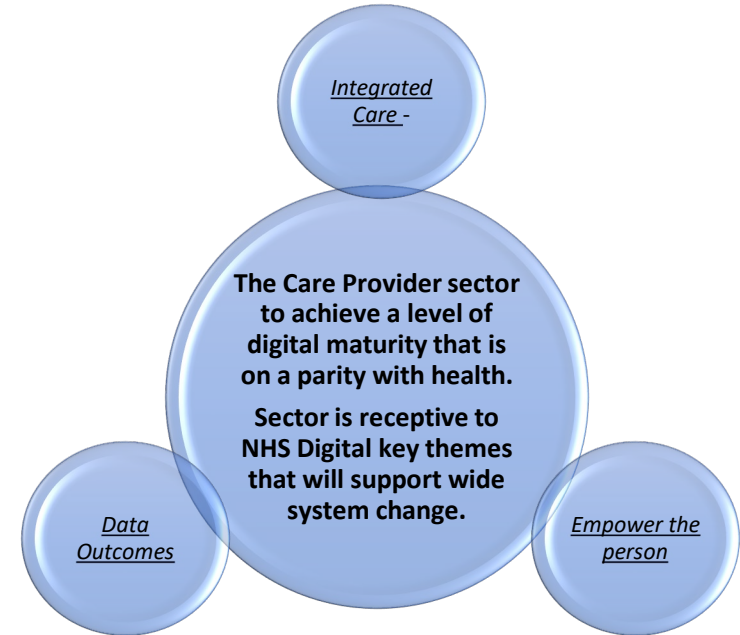 Integrated
Care -
The Care Provider sector
to achieve a level of
digital maturity that is
on a parity with health.
Sector is receptive to
NHS Digital key themes
that will support wide
system change.
Data
Outcomes
Empower the
person